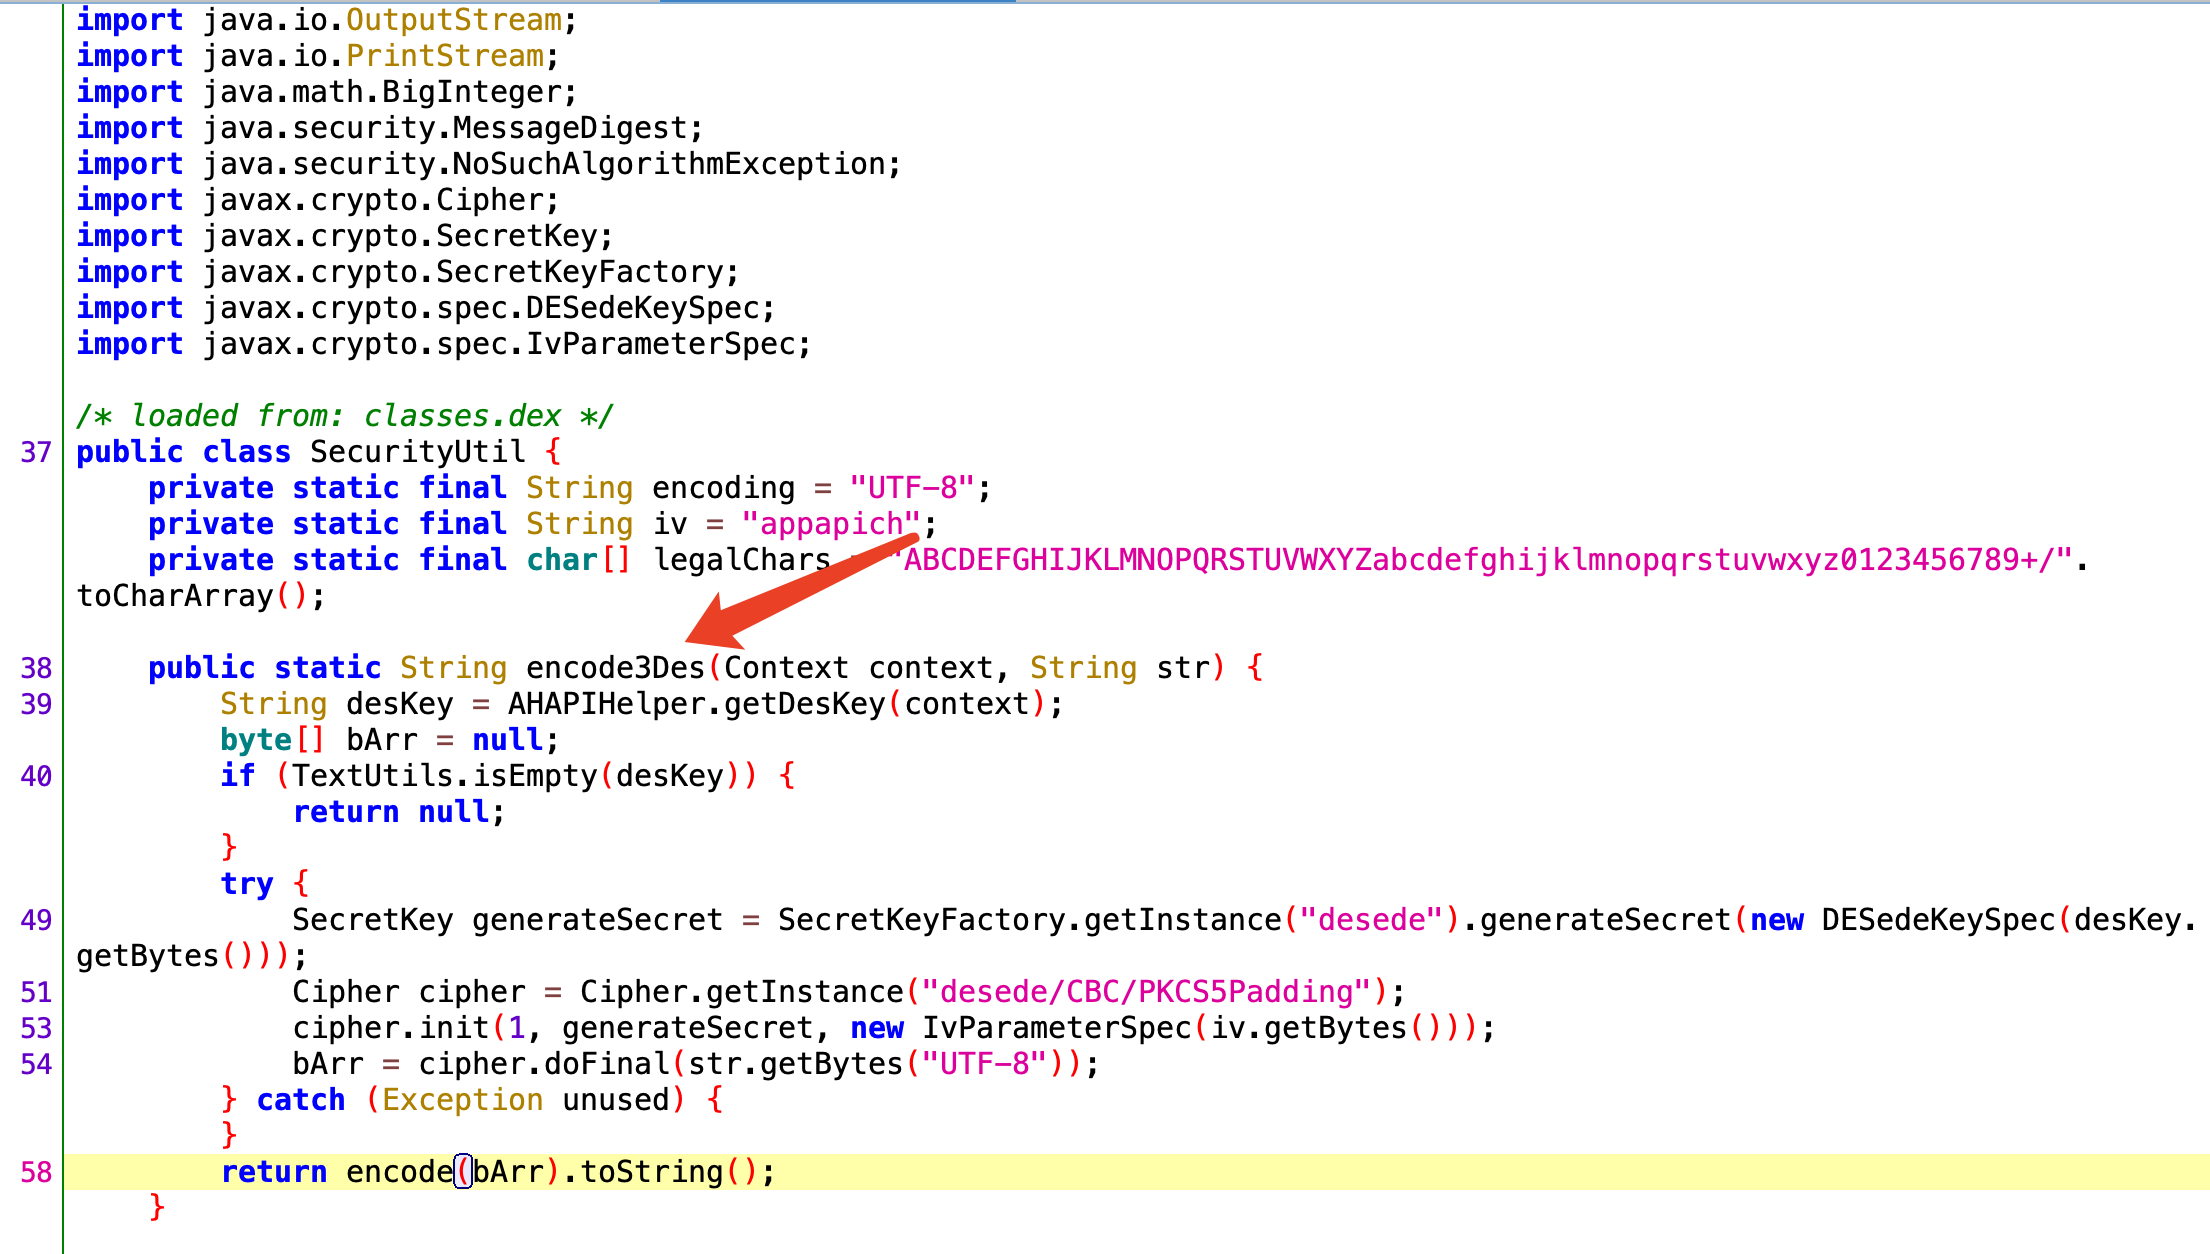 import java.io.OutputStream;
import java.io.PrintStream;
import java.math.BigInteger;
import java.security.MessageDigest;
import java.security.NoSuchAlgorithmException;
import javax.crypto.Cipher;
import javax.crypto.SecretKey;
import javax.crypto.SecretKeyFactory;
import javax.crypto.spec.DESedeKeySpec;
import javax.crypto.spec.IvParameterSpec;
/* loaded from: classes.dex */
37 public class SecurityUtil {
    private static final String encoding = "UTF-8";
    private static final String iv = "appapich";
    private static final char[] legalChars = "ABCDEFGHIJKLMNOPQRSTUVWXYZabcdefghijklmnopqrstuvwxyz0123456789+/".
toCharArray();
38     public static String encode3Des(Context context, String str) {
39         String desKey = AHAPIHelper.getDesKey(context);
        byte[] bArr = null;
40         if (TextUtils.isEmpty(desKey)) {
            return null;
        }
        try {
49             SecretKey generateSecret = SecretKeyFactory.getInstance("desede").generateSecret(new DESedeKeySpec(desKey.
getBytes()));
51             Cipher cipher = Cipher.getInstance("desede/CBC/PKCS5Padding");
53             cipher.init(1, generateSecret, new IvParameterSpec(iv.getBytes()));
54             bArr = cipher.doFinal(str.getBytes("UTF-8"));
        } catch (Exception unused) {
        }
58         return encode(bArr).toString();
    }